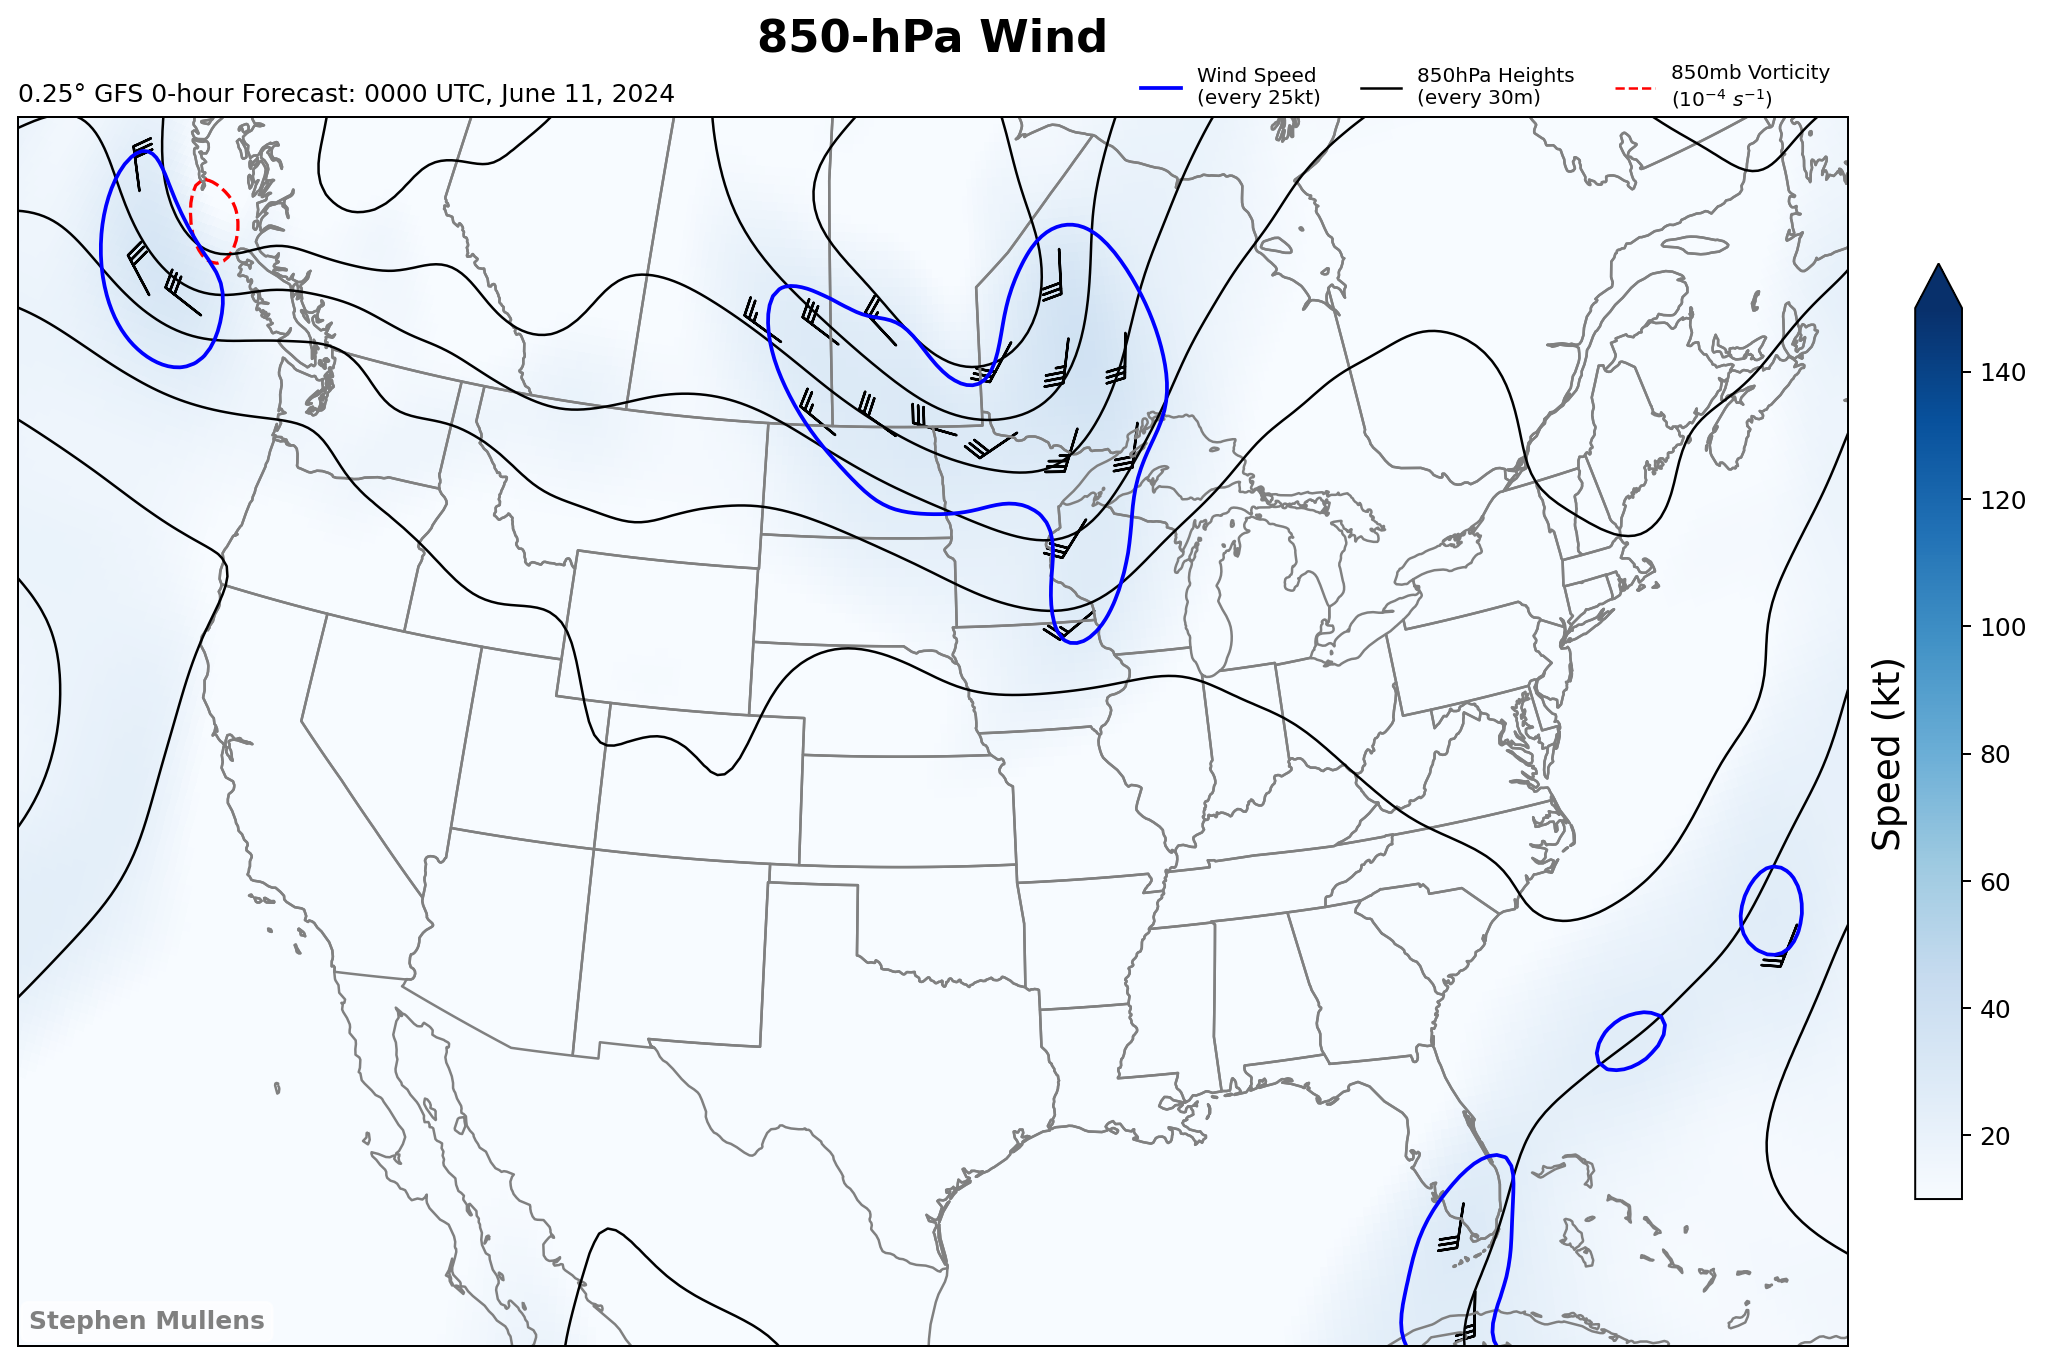 850-hPa Wind
0.25° GFS 0-hour Forecast: 0000 UTC, June 11, 2024
Wind Speed
(every 25kt)
850hPa Heights
(every 30m)
850mb Vorticity
(10⁻⁴ s⁻¹)
140
120
100
80
60
40
20
Speed (kt)
Stephen Mullens